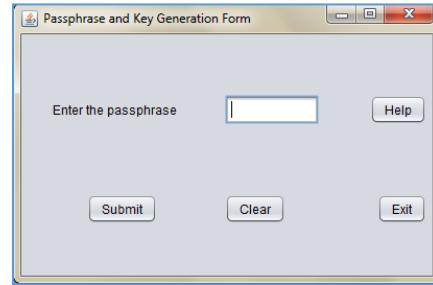 Passphrase and Key Generation Form
Enter the passphrase Help
Submit Clear Exit